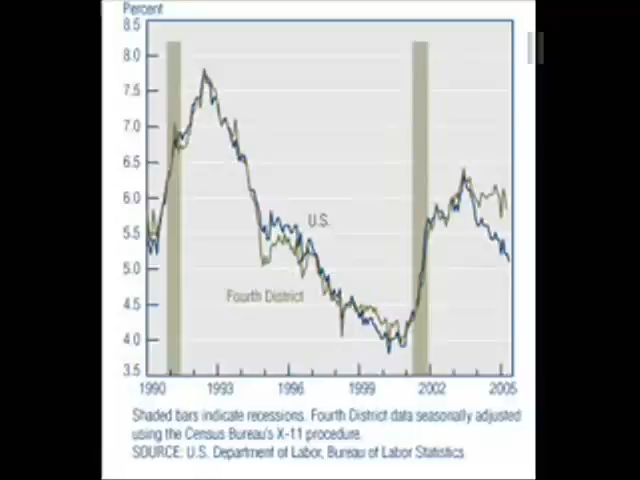 Percent
8.5
8.0
7.5
7.0
6.5
6.0
5.5
5.0
4.5
4.0
3.5
U.S.
Fourth District
1990 1993 1996 1999 2002 2005
Shaded bars indicate recessions. Fourth District data seasonally adjusted
using the Census Bureau's X-11 procedure.
SOURCE: U.S. Department of Labor, Bureau of Labor Statistics